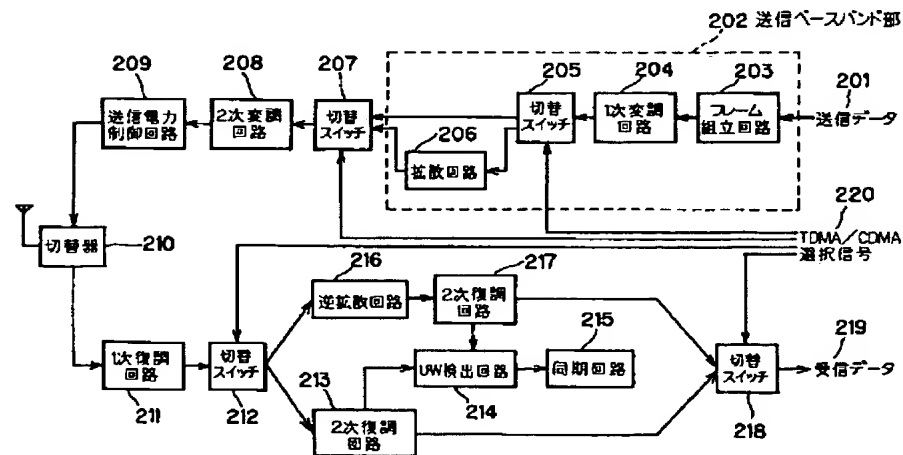 202 送信ベースバンド部
209
208
207
205
204
203
201
送信電力
制御回路
2次変調
回路
切替
スイッチ
切替
スイッチ
1次変調
回路
フレーム
組立回路
送信データ
206
拡散回路
220
TDMA/CDMA
選択信号
切替器
210
216
217
逆拡散回路
2次復調
回路
215
219
1次復調
回路
切替
スイッチ
UW検出回路
同期回路
切替
スイッチ
受信データ
211
212
213
214
218
2次復調
回路